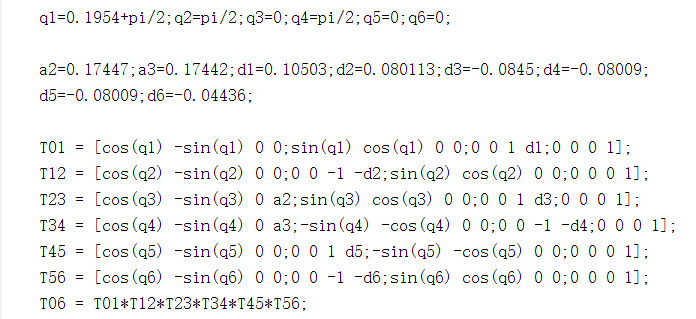 q1=0.1954+pi/2;q2=pi/2;q3=0;q4=pi/2;q5=0;q6=0;
a2=0.17447;a3=0.17442;d1=0.10503;d2=0.080113;d3=-0.0845;d4=-0.08009;
d5=-0.08009;d6=-0.04436;
T01 = [cos(q1) -sin(q1) 0 0;sin(q1) cos(q1) 0 0;0 0 1 d1;0 0 0 1];
T12 = [cos(q2) -sin(q2) 0 0;0 0 -1 -d2;sin(q2) cos(q2) 0 0;0 0 0 1];
T23 = [cos(q3) -sin(q3) 0 a2;sin(q3) cos(q3) 0 0;0 0 1 d3;0 0 0 1];
T34 = [cos(q4) -sin(q4) 0 a3;-sin(q4) -cos(q4) 0 0;0 0 -1 -d4;0 0 0 1];
T45 = [cos(q5) -sin(q5) 0 0;0 0 1 d5;-sin(q5) -cos(q5) 0 0;0 0 0 1];
T56 = [cos(q6) -sin(q6) 0 0;0 0 -1 -d6;sin(q6) cos(q6) 0 0;0 0 0 1];
T06 = T01*T12*T23*T34*T45*T56;